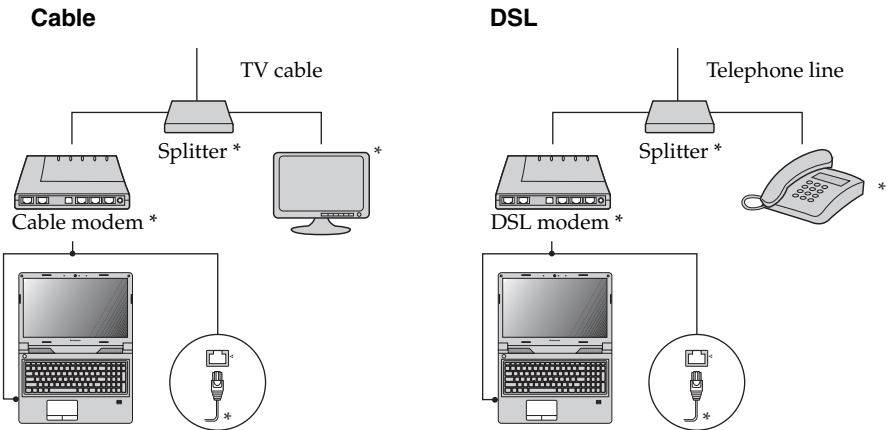 Cable
TV cable
Splitter *
*
Cable modem *
*
DSL
Telephone line
Splitter *
*
DSL modem *
*